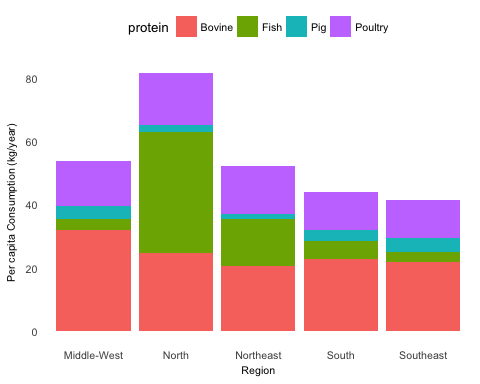 protein Bovine Fish Pig Poultry
80
60
40
20
0
Per capita Consumption (kg/year)
Middle-West North Northeast South Southeast
Region